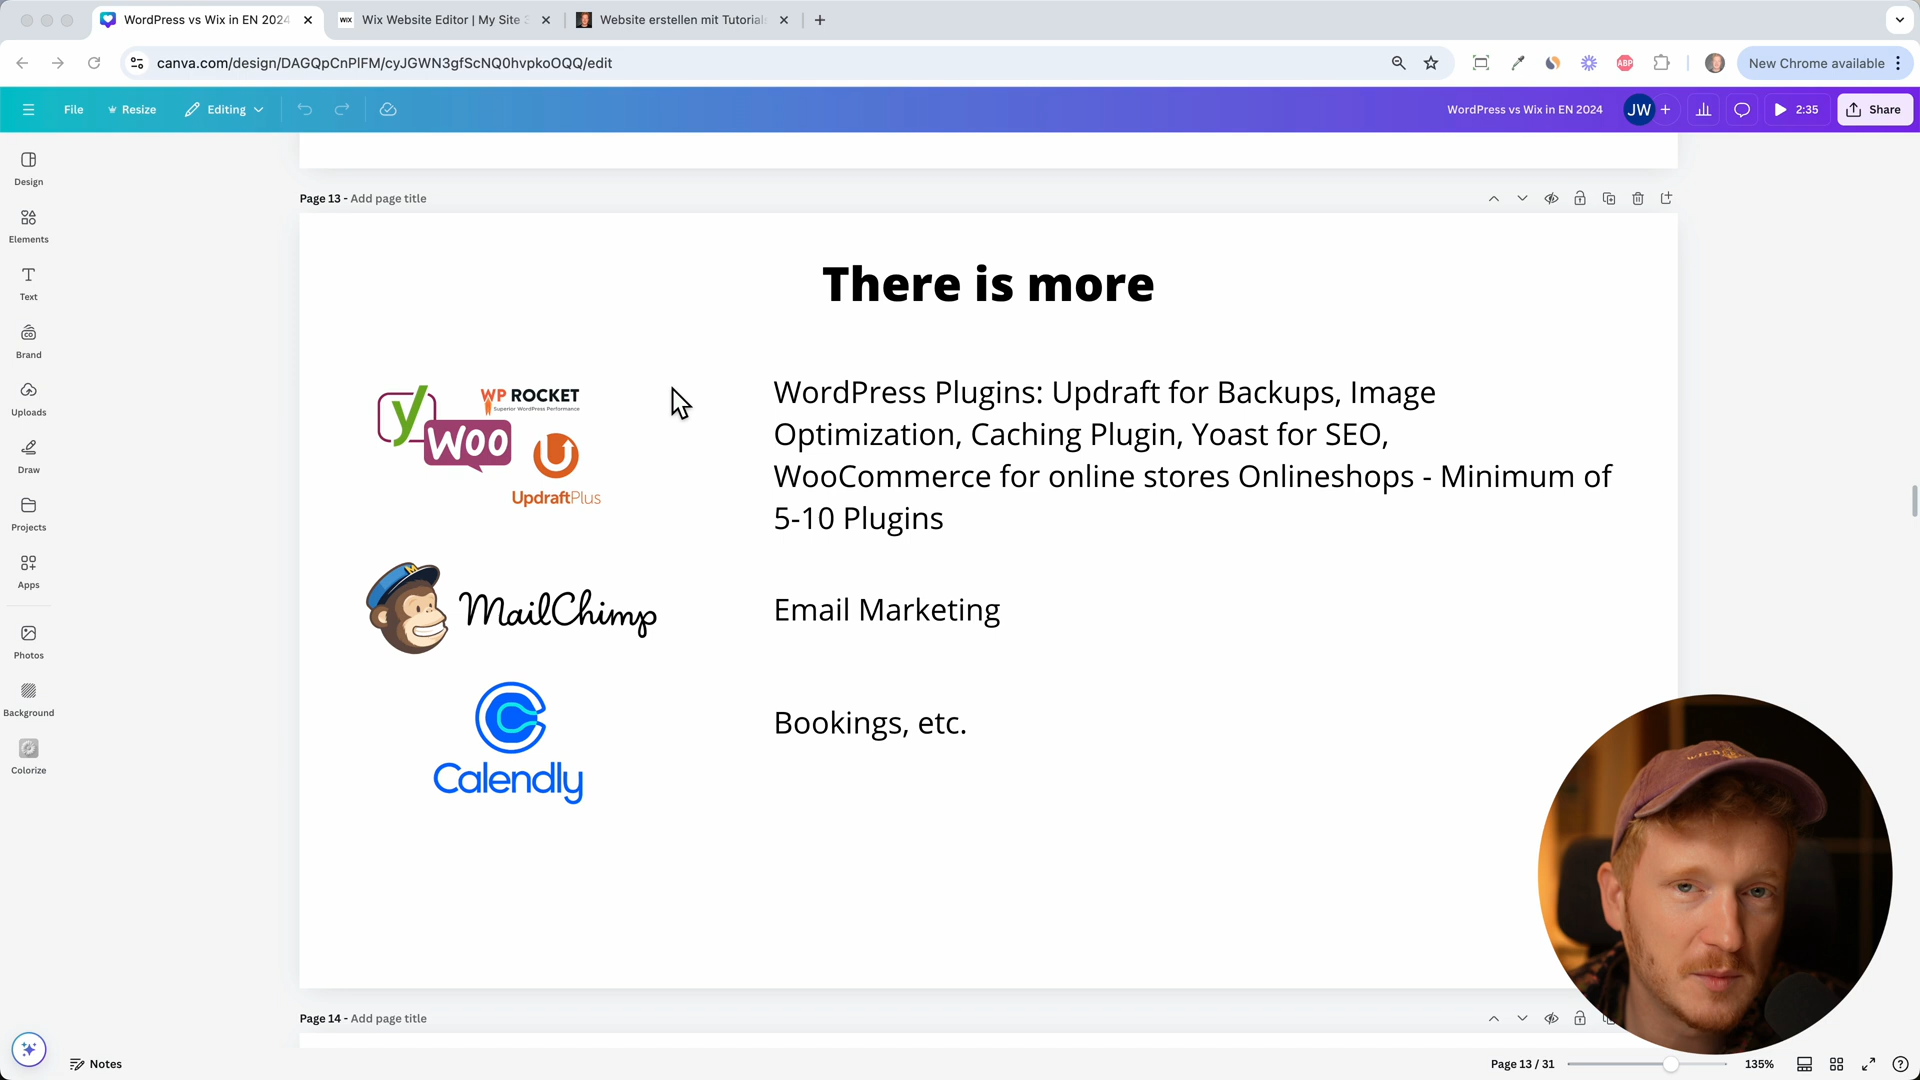 WordPress vs Wix in EN 2024
Wix Website Editor | My Site 3
Website erstellen mit Tutorials
canva.com/design/DAGQpCnPlFM/cyJGWN3gfScNQ0hvpkoOQQ/edit
ABP
New Chrome available
File
Resize
Editing
WordPress vs Wix in EN 2024
JW
2:35
Share
Design
Elements
Text
Brand
Uploads
Draw
Projects
Apps
Photos
Background
Colorize
Page 13 - Add page title
There is more
WP ROCKET
Superior WordPress Performance
y
WOO
UpdraftPlus
WordPress Plugins: Updraft for Backups, Image
Optimization, Caching Plugin, Yoast for SEO,
WooCommerce for online stores Onlineshops - Minimum of
5-10 Plugins
MailChimp
Email Marketing
Calendly
Bookings, etc.
Page 14 - Add page title
Notes
Page 13 / 31
135%